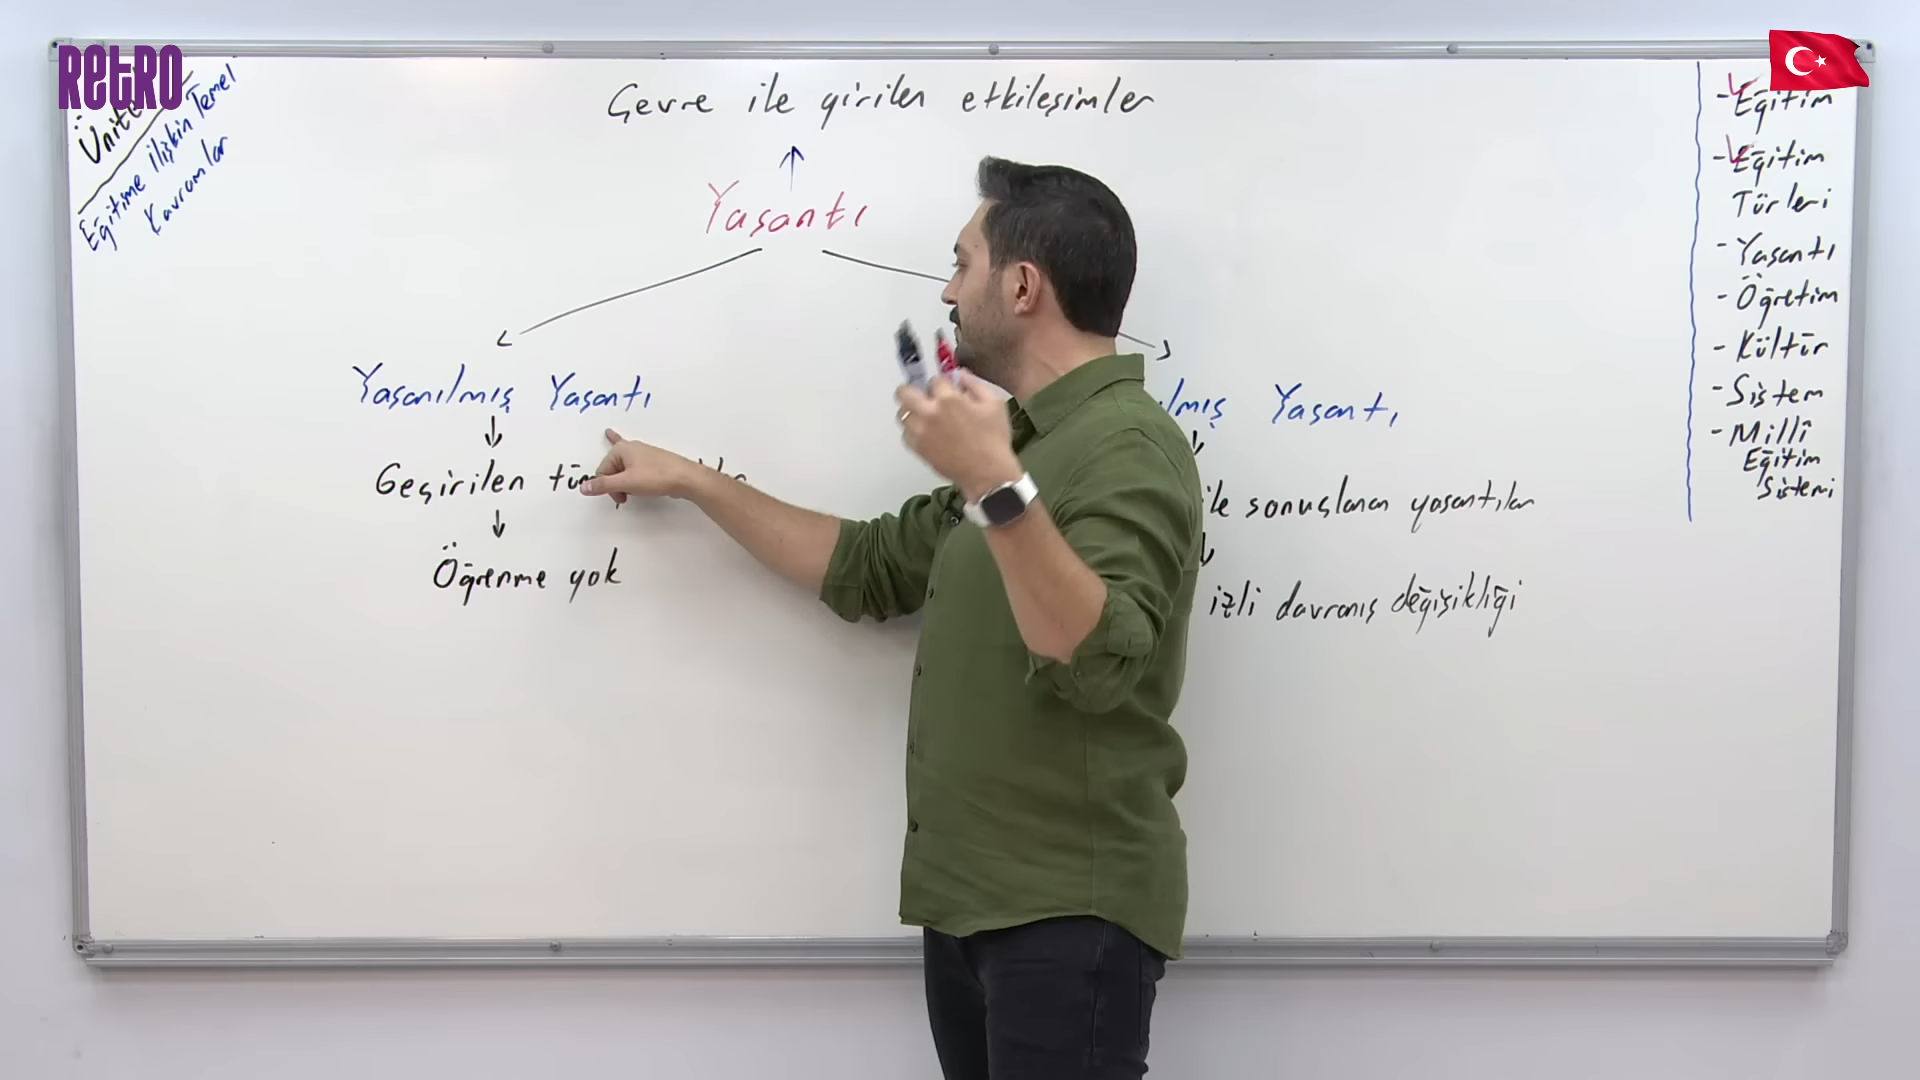 RETRO
Ünite
Eğitime İlişkin Temel
Kavramlar
Çevre ile girilen etkileşimler
Yaşantı
Yaşanılmış Yaşantı
Geçirilen
Öğrenme yok
Yaşantı
ile sonuçlanan yaşantılar
izli davranış değişikliği
- Eğitim
- Eğitim
Türleri
- Yaşantı
- Öğretim
- Kültür
- Sistem
- Millî
Eğitim
Sistemi